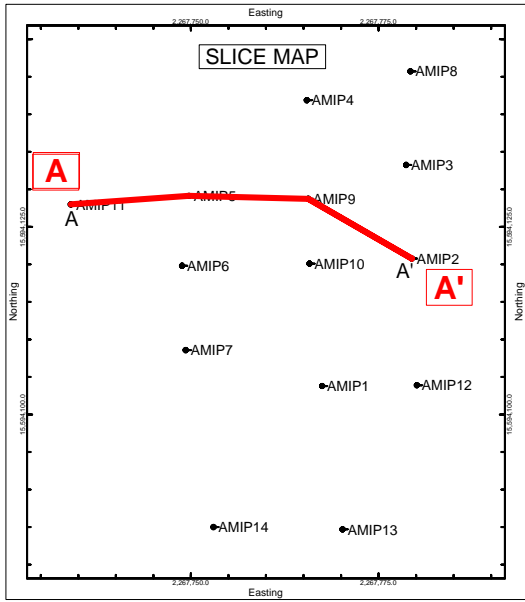 Easting
2,267,750.0 2,267,775.0
SLICE MAP
AMIP8
AMIP4
A
AMIP3
AMIP5
AMIP9
AMIP11
A
15,594,125.0 15,594,125.0
AMIP2
AMIP10
AMIP6
A'
A'
Northing Northing
AMIP7
AMIP1
AMIP12
15,594,100.0 15,594,100.0
AMIP14
AMIP13
2,267,750.0 2,267,775.0
Easting